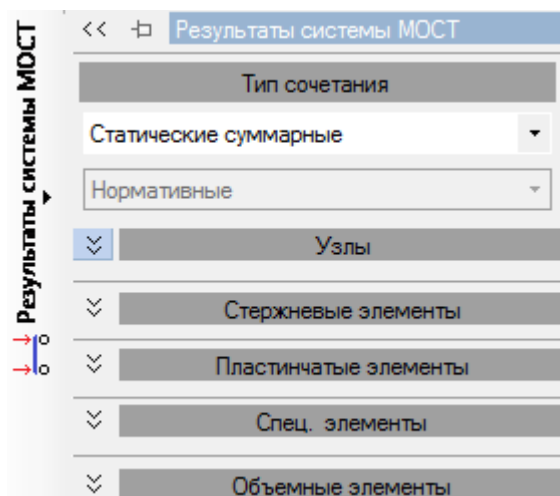 Результаты системы МОСТ
Результаты системы МОСТ
Тип сочетания
Статические суммарные
Нормативные
Узлы
Стержневые элементы
Пластинчатые элементы
Спец. элементы
Объемные элементы